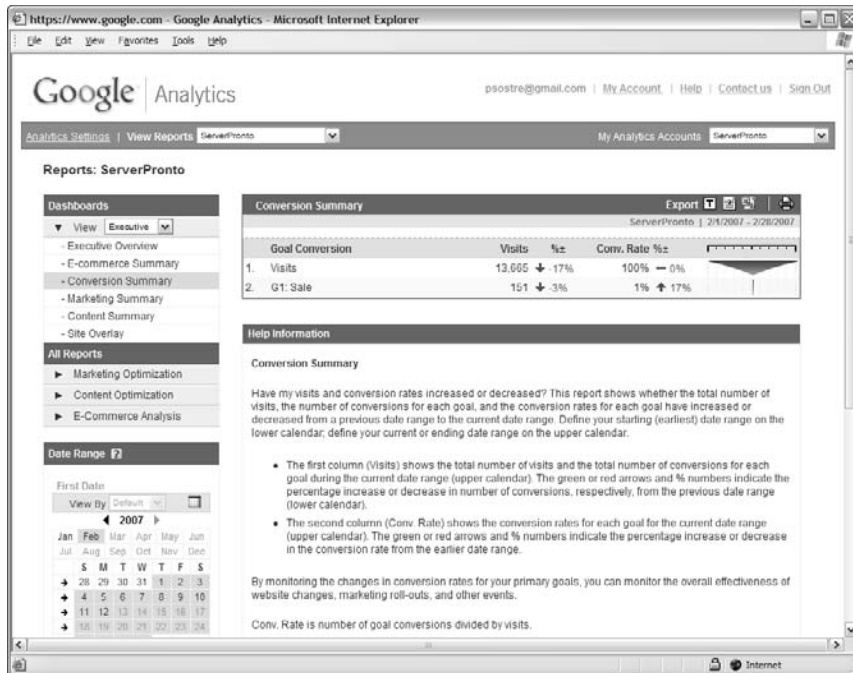 https://www.google.com - Google Analytics - Microsoft Internet Explorer
File Edit View Favorites Tools Help
Google Analytics
psostre@gmail.com | My Account | Help | Contact us | Sign Out
Analytics Settings | View Reports ServerPronto My Analytics Accounts ServerPronto
Reports: ServerPronto
Dashboards
▼ View Executive
- Executive Overview
- E-commerce Summary
- Conversion Summary
- Marketing Summary
- Content Summary
- Site Overlay
All Reports
► Marketing Optimization
► Content Optimization
► E-Commerce Analysis
Date Range ?
First Date
View By Default
◄ 2007 ►
Jan Feb Mar Apr May Jun
Jul Aug Sep Oct Nov Dec
S M T W T F S
28 29 30 31 1 2 3
4 5 6 7 8 9 10
11 12 13 14 15 16 17
18 19 20 21 22 23 24
Conversion Summary Export T
ServerPronto | 2/1/2007 - 2/28/2007
Goal Conversion Visits %± Conv. Rate %±
1. Visits 13,665 -17% 100% 0%
2. G1: Sale 151 -3% 1% 17%
Help Information
Conversion Summary
Have my visits and conversion rates increased or decreased? This report shows whether the total number of
visits, the number of conversions for each goal, and the conversion rates for each goal have increased or
decreased from a previous date range to the current date range. Define your starting (earliest) date range on the
lower calendar; define your current or ending date range on the upper calendar.
• The first column (Visits) shows the total number of visits and the total number of conversions for each
goal during the current date range (upper calendar). The green or red arrows and % numbers indicate the
percentage increase or decrease in number of conversions, respectively, from the previous date range
(lower calendar).
• The second column (Conv. Rate) shows the conversion rates for each goal for the current date range
(upper calendar). The green or red arrows and % numbers indicate the percentage increase or decrease
in the conversion rate from the earlier date range.
By monitoring the changes in conversion rates for your primary goals, you can monitor the overall effectiveness of
website changes, marketing roll-outs, and other events.
Conv. Rate is number of goal conversions divided by visits.
Internet